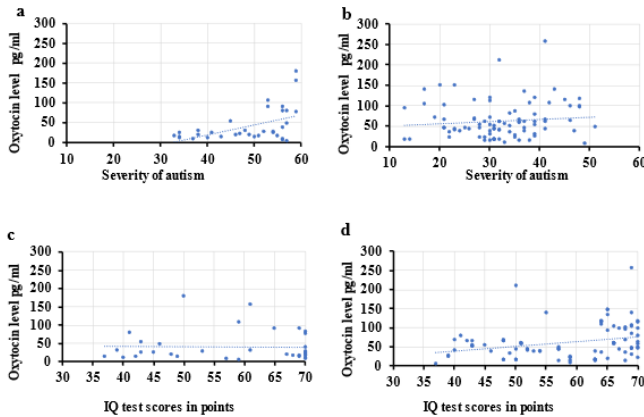 a
Oxytocin level pg/ml
300
250
200
150
100
50
0
10 20 30 40 50 60
Severity of autism
b
Oxytocin level pg/ml
300
250
200
150
100
50
0
10 20 30 40 50 60
Severity of autism
c
Oxytocin level pg/ml
300
250
200
150
100
50
0
30 35 40 45 50 55 60 65 70
IQ test scores in points
d
Oxytocin level pg/ml
300
250
200
150
100
50
0
30 35 40 45 50 55 60 65 70
IQ test scores in points